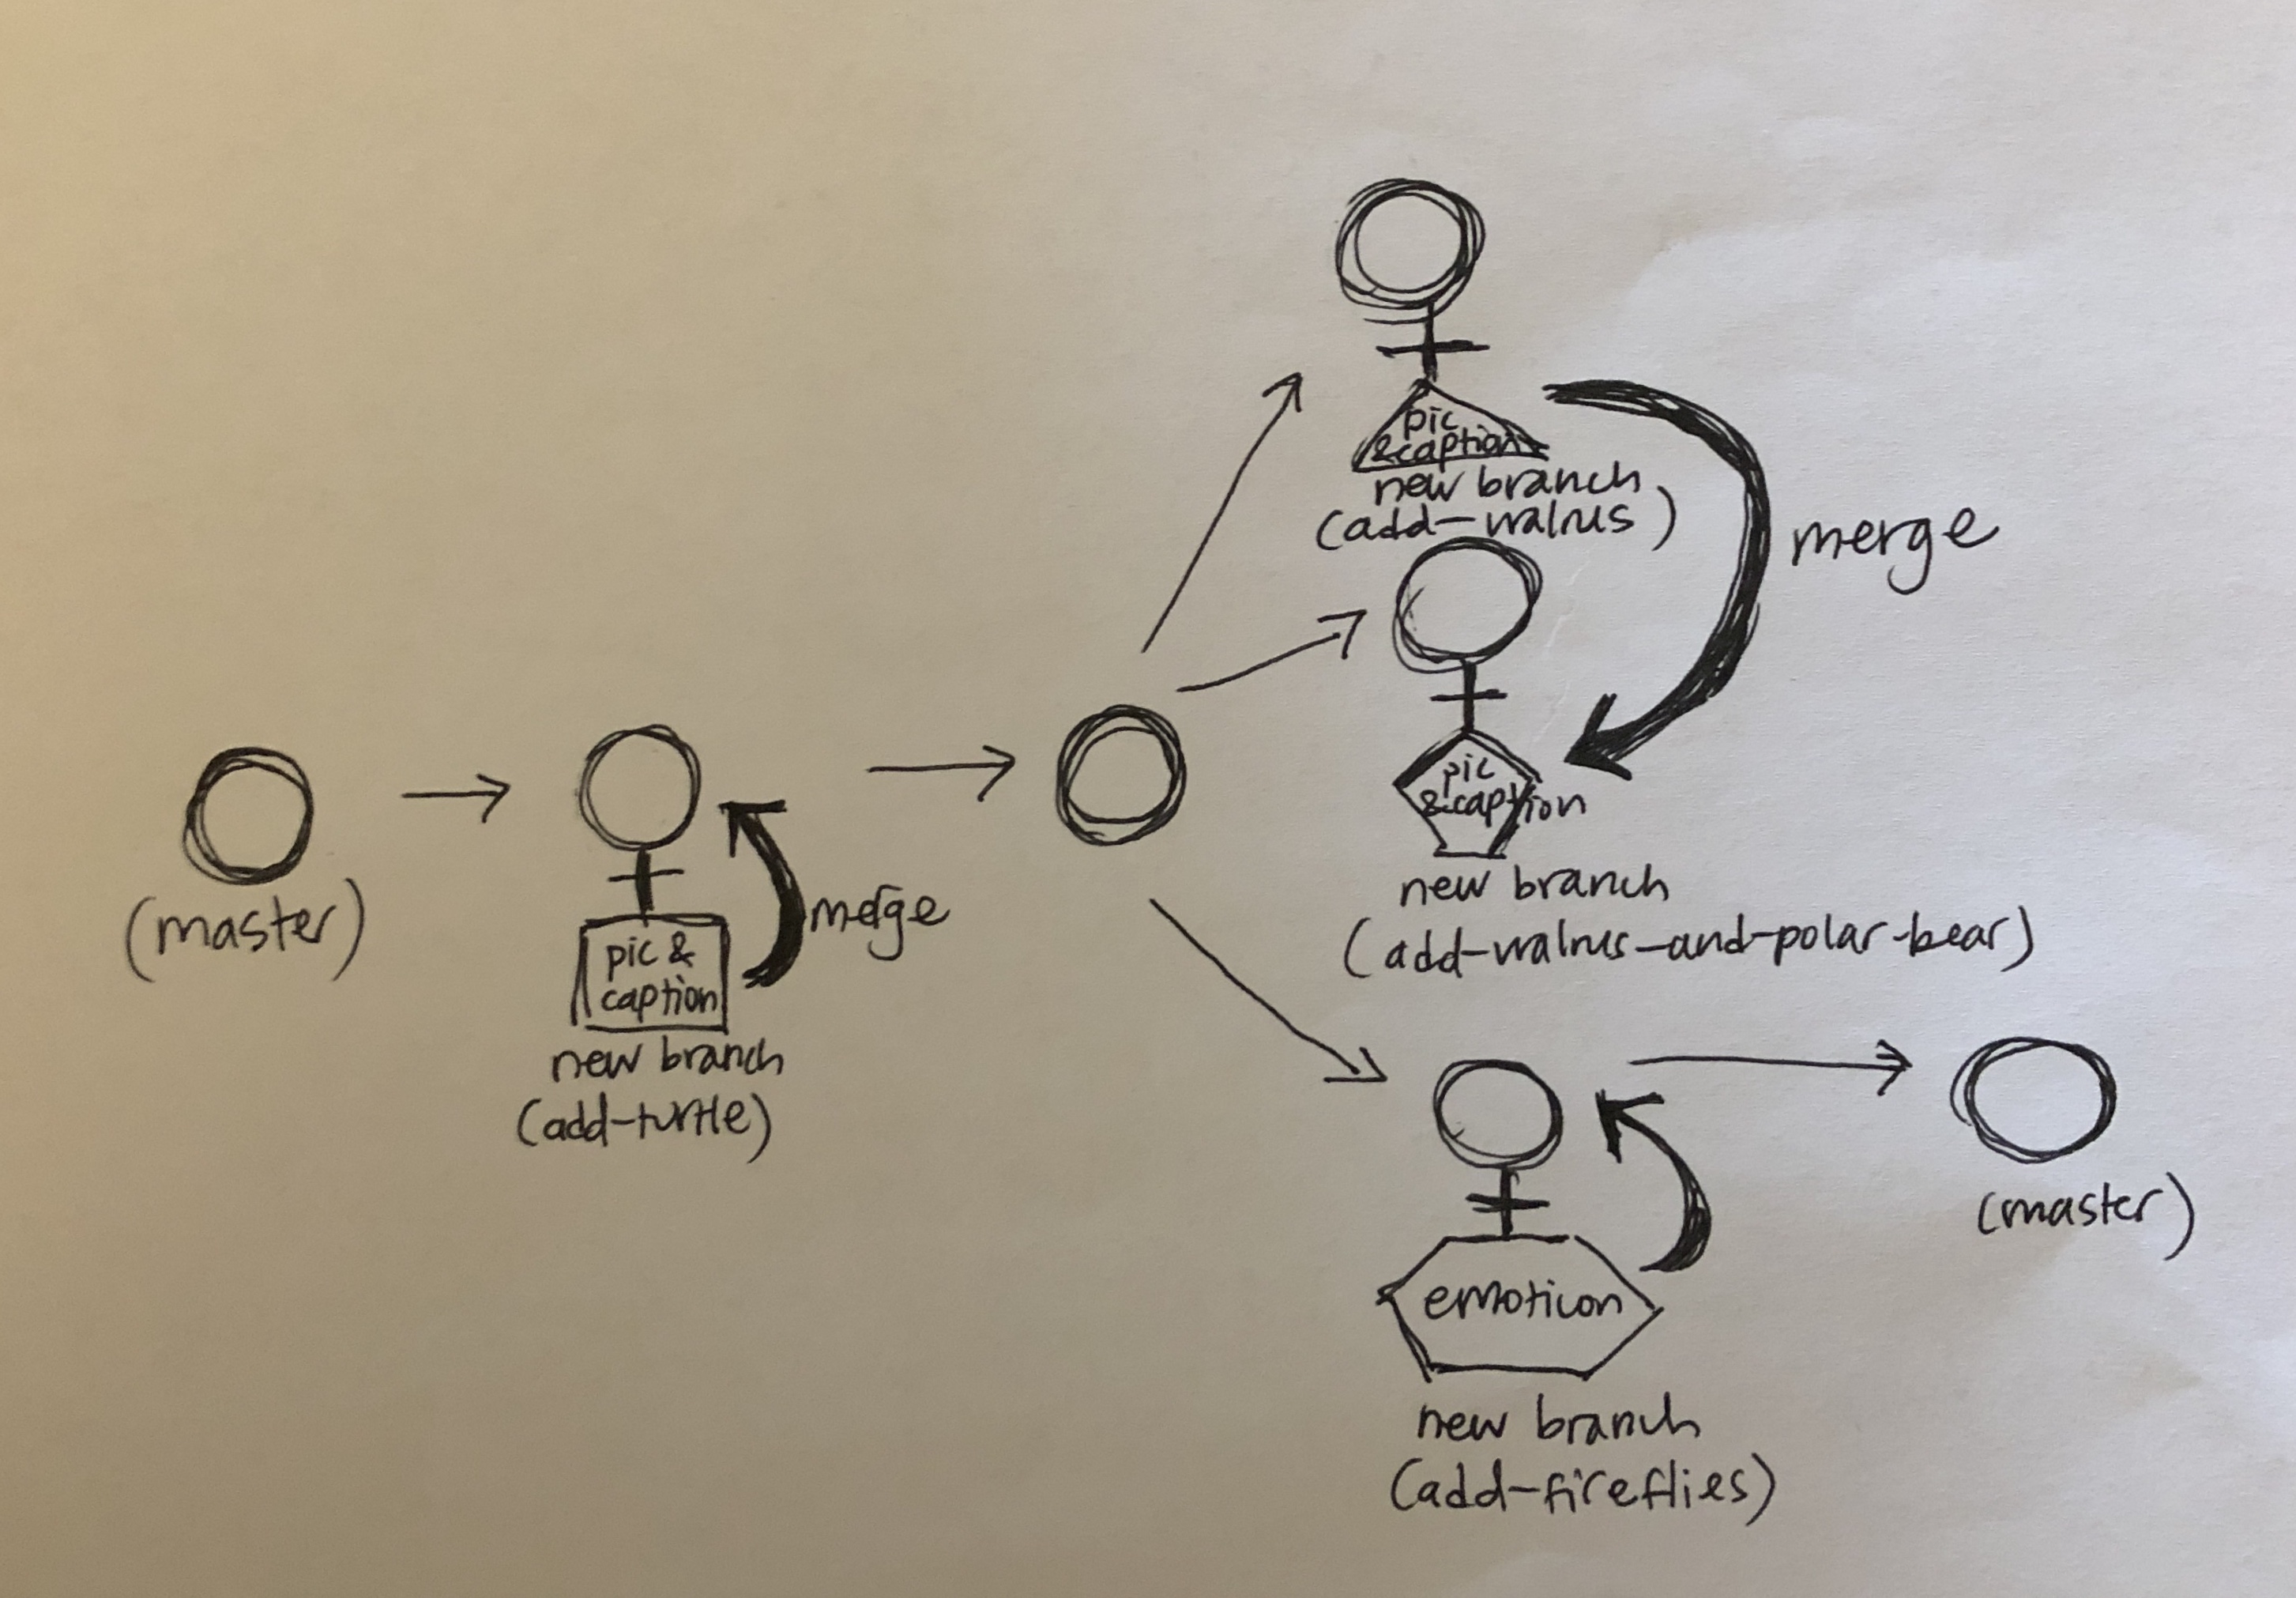 (master)
pic &
caption
new branch
(add-turtle)
merge
pic
&caption
new branch
(add-walrus)
merge
pic
&caption
new branch
(add-walrus-and-polar-bear)
emoticon
new branch
(add-fireflies)
(master)